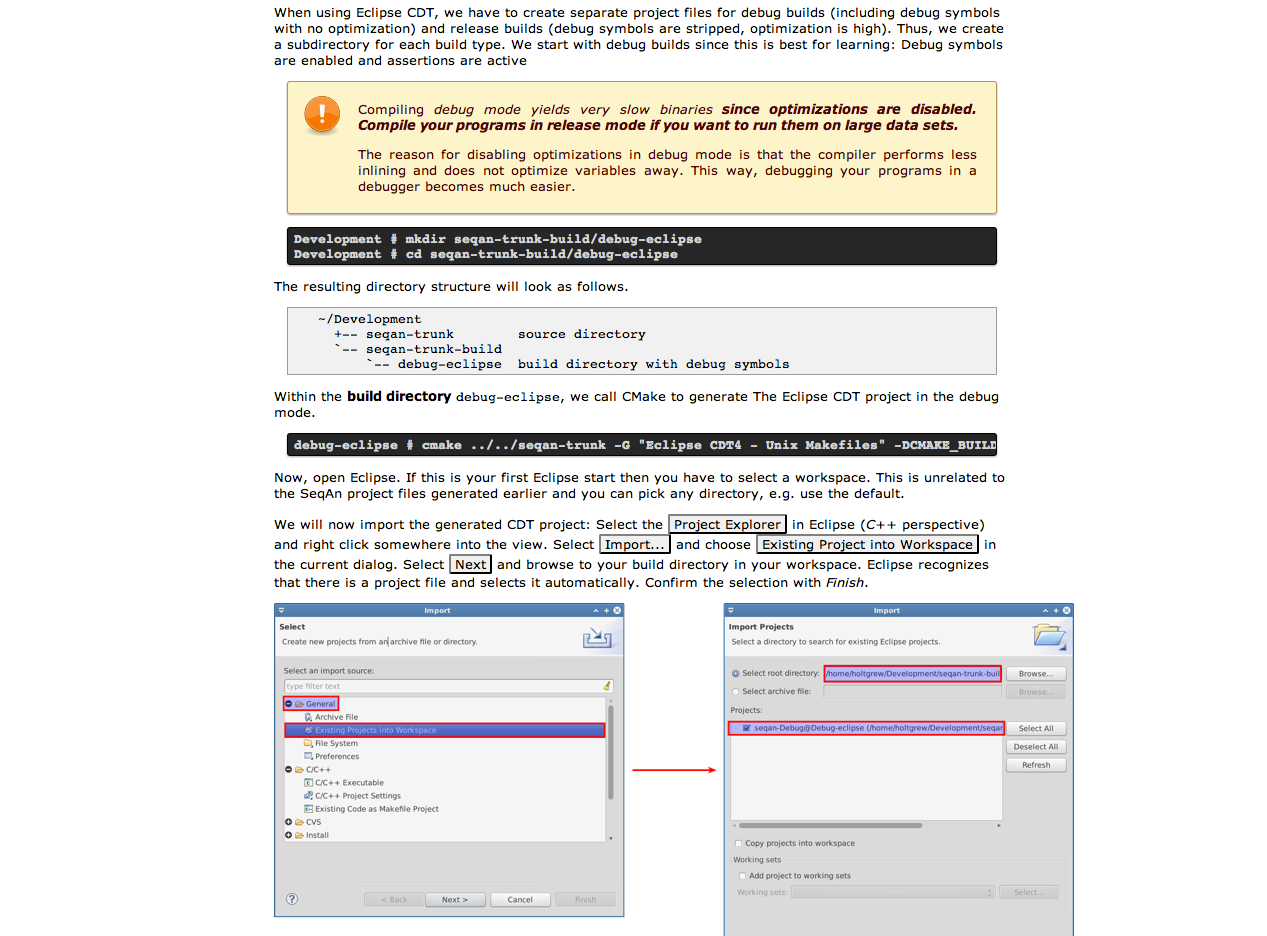 When using Eclipse CDT, we have to create separate project files for debug builds (including debug symbols
with no optimization) and release builds (debug symbols are stripped, optimization is high). Thus, we create
a subdirectory for each build type. We start with debug builds since this is best for learning: Debug symbols
are enabled and assertions are active
Compiling debug mode yields very slow binaries since optimizations are disabled.
Compile your programs in release mode if you want to run them on large data sets.
The reason for disabling optimizations in debug mode is that the compiler performs less
inlining and does not optimize variables away. This way, debugging your programs in a
debugger becomes much easier.
Development # mkdir seqan-trunk-build/debug-eclipse
Development # cd seqan-trunk-build/debug-eclipse
The resulting directory structure will look as follows.
~/Development
+-- seqan-trunk source directory
`-- seqan-trunk-build
`-- debug-eclipse build directory with debug symbols
Within the build directory debug-eclipse, we call CMake to generate The Eclipse CDT project in the debug
mode.
debug-eclipse # cmake ../../seqan-trunk -G "Eclipse CDT4 - Unix Makefiles" -DCMAKE_BUILD
Now, open Eclipse. If this is your first Eclipse start then you have to select a workspace. This is unrelated to
the SeqAn project files generated earlier and you can pick any directory, e.g. use the default.
We will now import the generated CDT project: Select the Project Explorer in Eclipse (C++ perspective)
and right click somewhere into the view. Select Import... and choose Existing Project into Workspace in
the current dialog. Select Next and browse to your build directory in your workspace. Eclipse recognizes
that there is a project file and selects it automatically. Confirm the selection with Finish.
Import
Select
Create new projects from an archive file or directory.
Select an import source:
type filter text
General
Archive File
Existing Projects into Workspace
File System
Preferences
C/C++
C/C++ Executable
C/C++ Project Settings
Existing Code as Makefile Project
CVS
Install
?
< Back
Next >
Cancel
Finish
Import
Import Projects
Select a directory to search for existing Eclipse projects.
Select root directory: /home/holtgrew/Development/seqan-trunk-buil Browse...
Select archive file: Browse...
Projects:
seqan-Debug@Debug-eclipse (/home/holtgrew/Development/seqan Select All
Deselect All
Refresh
Copy projects into workspace
Working sets
Add project to working sets
Working sets: Select...